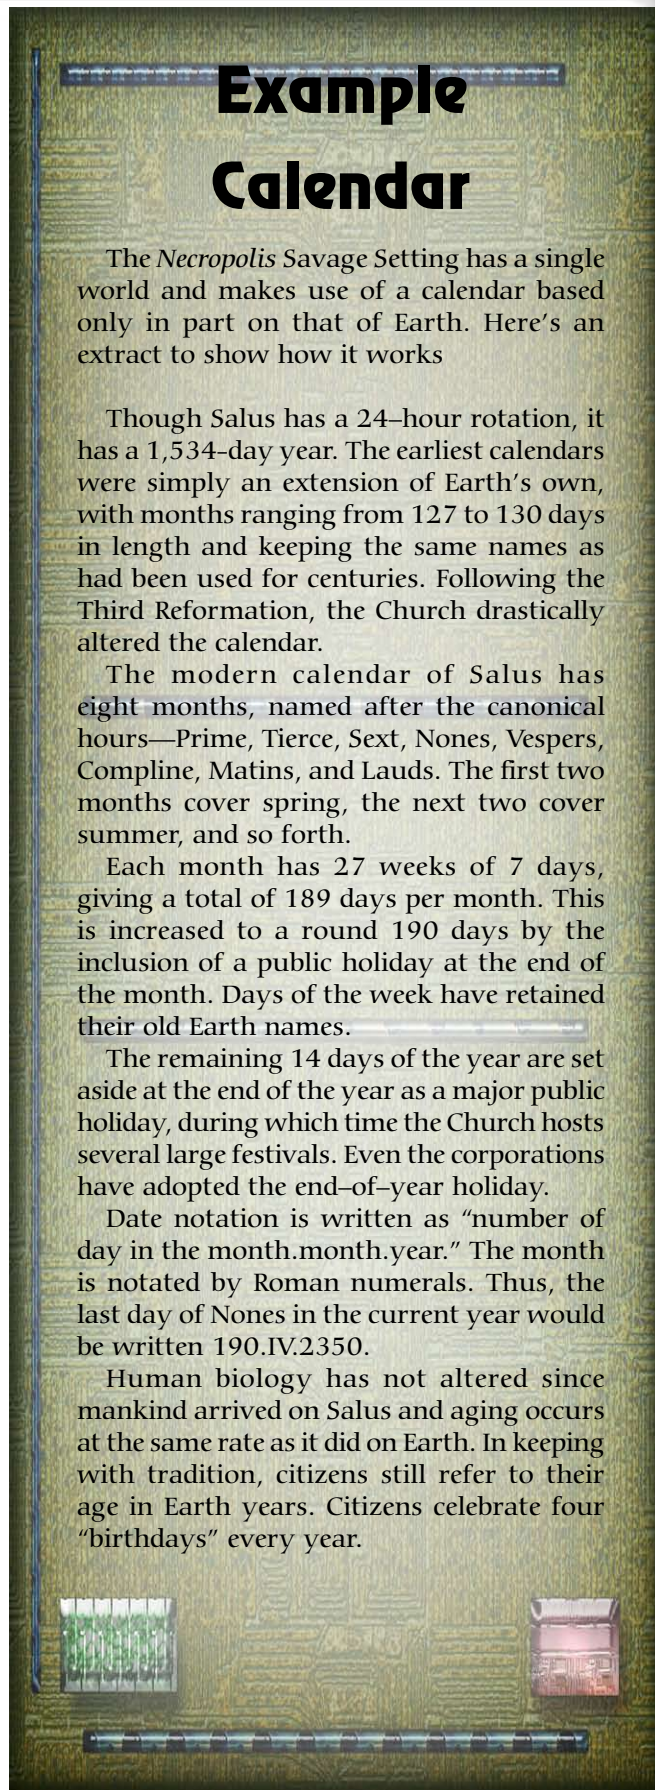 Example
Calendar
The Necropolis Savage Setting has a single
world and makes use of a calendar based
only in part on that of Earth. Here's an
extract to show how it works
Though Salus has a 24–hour rotation, it
has a 1,534-day year. The earliest calendars
were simply an extension of Earth's own,
with months ranging from 127 to 130 days
in length and keeping the same names as
had been used for centuries. Following the
Third Reformation, the Church drastically
altered the calendar.
The modern calendar of Salus has
eight months, named after the canonical
hours—Prime, Tierce, Sext, Nones, Vespers,
Compline, Matins, and Lauds. The first two
months cover spring, the next two cover
summer, and so forth.
Each month has 27 weeks of 7 days,
giving a total of 189 days per month. This
is increased to a round 190 days by the
inclusion of a public holiday at the end of
the month. Days of the week have retained
their old Earth names.
The remaining 14 days of the year are set
aside at the end of the year as a major public
holiday, during which time the Church hosts
several large festivals. Even the corporations
have adopted the end–of–year holiday.
Date notation is written as “number of
day in the month.month.year.” The month
is notated by Roman numerals. Thus, the
last day of Nones in the current year would
be written 190.IV.2350.
Human biology has not altered since
mankind arrived on Salus and aging occurs
at the same rate as it did on Earth. In keeping
with tradition, citizens still refer to their
age in Earth years. Citizens celebrate four
“birthdays” every year.